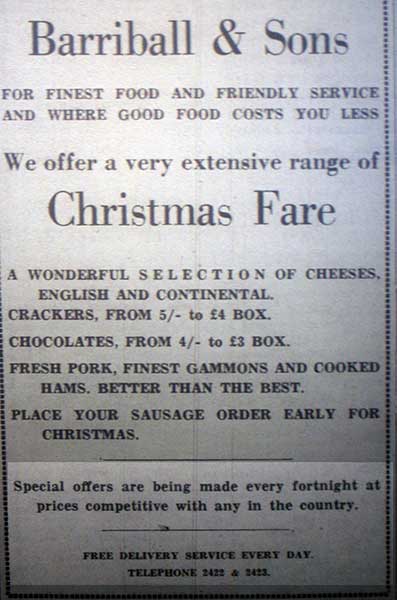 Barriball & Sons
FOR FINEST FOOD AND FRIENDLY SERVICE
AND WHERE GOOD FOOD COSTS YOU LESS
We offer a very extensive range of
Christmas Fare
A WONDERFUL SELECTION OF CHEESES,
ENGLISH AND CONTINENTAL.
CRACKERS, FROM 5/- to £4 BOX.
CHOCOLATES, FROM 4/- to £3 BOX.
FRESH PORK, FINEST GAMMONS AND COOKED
HAMS. BETTER THAN THE BEST.
PLACE YOUR SAUSAGE ORDER EARLY FOR
CHRISTMAS.
Special offers are being made every fortnight at
prices competitive with any in the country.
FREE DELIVERY SERVICE EVERY DAY.
TELEPHONE 2422 & 2423.